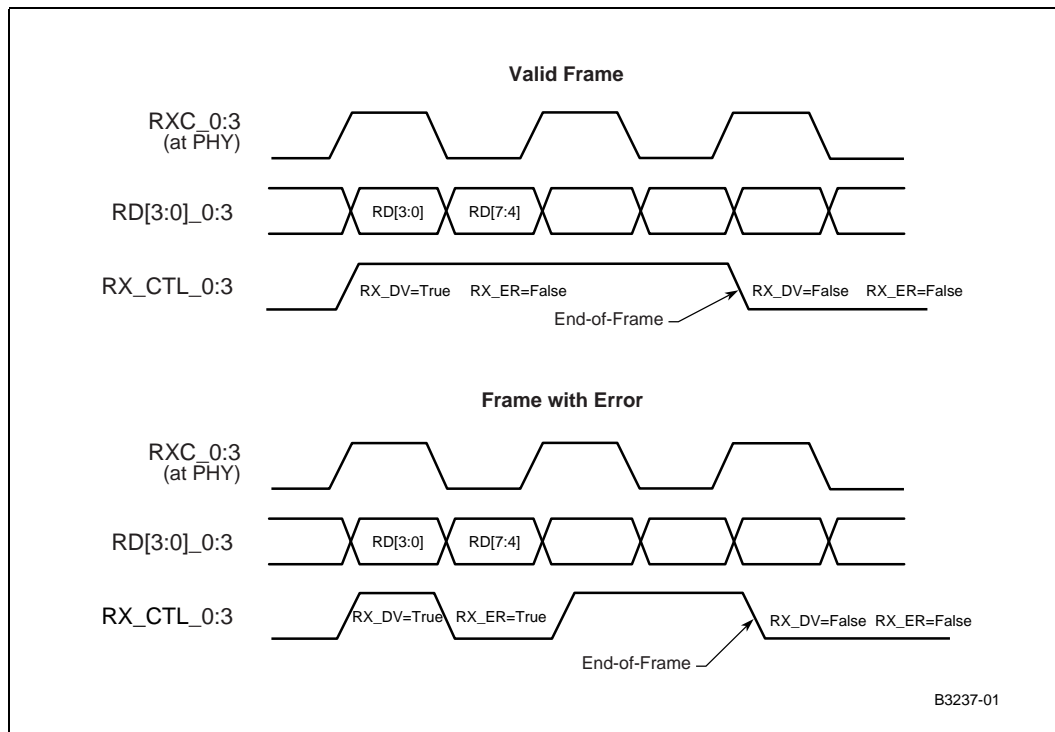 Valid Frame
RXC_0:3
(at PHY)
RD[3:0]_0:3
RD[3:0] RD[7:4]
RX_CTL_0:3
RX_DV=True RX_ER=False
RX_DV=False RX_ER=False
End-of-Frame
Frame with Error
RXC_0:3
(at PHY)
RD[3:0]_0:3
RD[3:0] RD[7:4]
RX_CTL_0:3
RX_DV=True RX_ER=True
RX_DV=False RX_ER=False
End-of-Frame
B3237-01